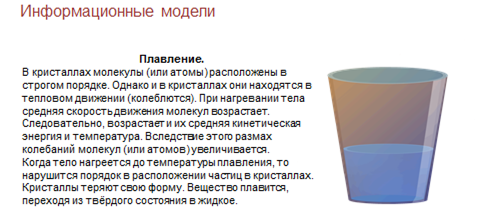 Информационные модели
Плавление.
В кристаллах молекулы (или атомы) расположены в
строгом порядке. Однако и в кристаллах они находятся в
тепловом движении (колеблются). При нагревании тела
средняя скорость движения молекул возрастает.
Следовательно, возрастает и их средняя кинетическая
энергия и температура. Вследствие этого размах
колебаний молекул (или атомов) увеличивается.
Когда тело нагреется до температуры плавления, то
нарушится порядок в расположении частиц в кристаллах.
Кристаллы теряют свою форму. Вещество плавится,
переходя из твёрдого состояния в жидкое.